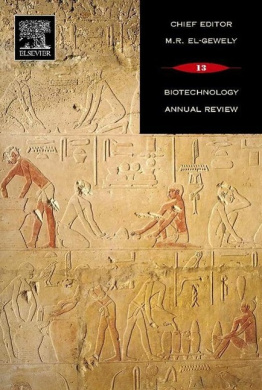 ELSEVIER
CHIEF EDITOR
M.R. EL-GEWELY
13
BIOTECHNOLOGY
ANNUAL REVIEW